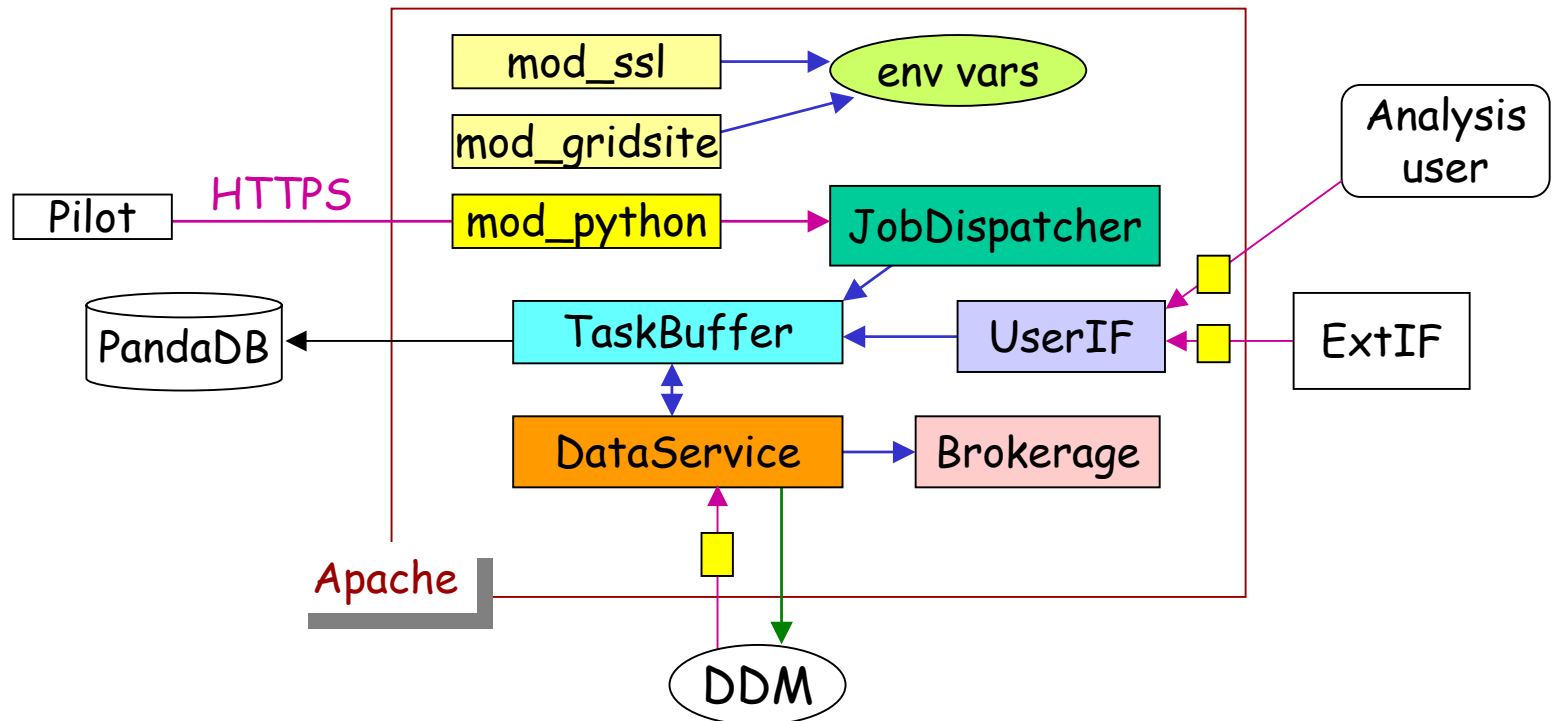 mod_ssl
env vars
Analysis
user
mod_gridsite
HTTPS
Pilot
mod_python
JobDispatcher
PandaDB
TaskBuffer
UserIF
ExtIF
DataService
Brokerage
Apache
DDM